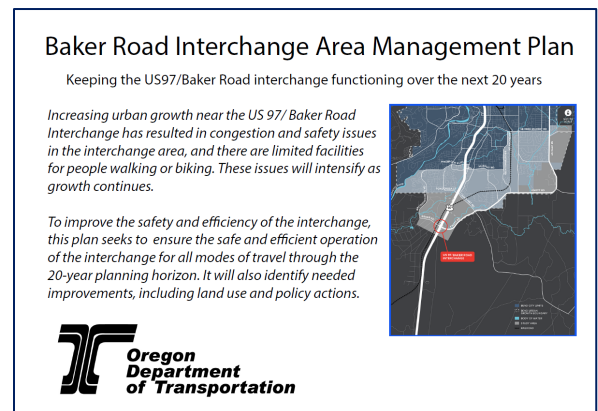 Baker Road Interchange Area Management Plan
Keeping the US97/Baker Road interchange functioning over the next 20 years
Increasing urban growth near the US 97/ Baker Road
Interchange has resulted in congestion and safety issues
in the interchange area, and there are limited facilities
for people walking or biking. These issues will intensify as
growth continues.
To improve the safety and efficiency of the interchange,
this plan seeks to ensure the safe and efficient operation
of the interchange for all modes of travel through the
20-year planning horizon. It will also identify needed
improvements, including land use and policy actions.
Oregon
Department
of Transportation